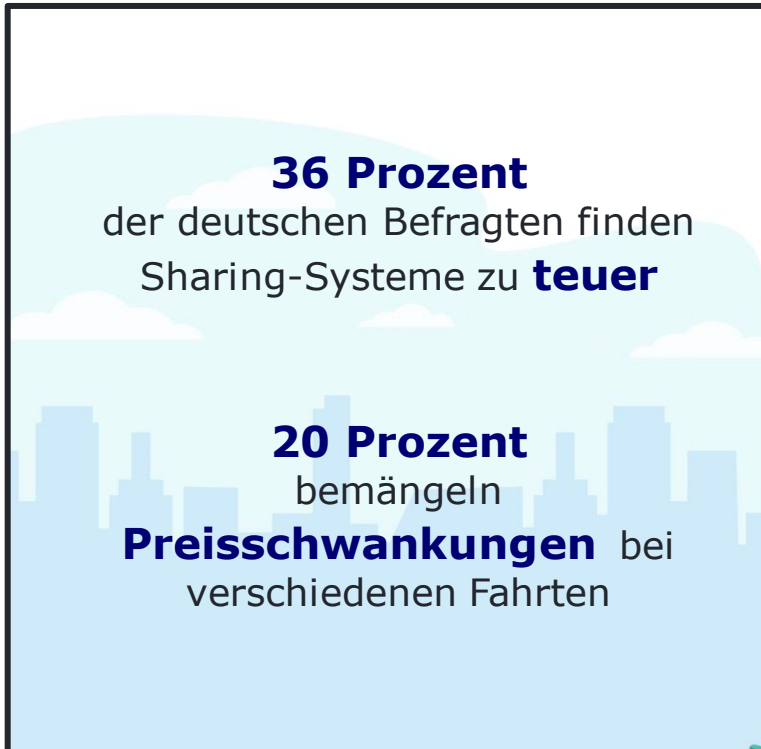 36 Prozent
der deutschen Befragten finden
Sharing-Systeme zu teuer
20 Prozent
bemängeln
Preisschwankungen bei
verschiedenen Fahrten